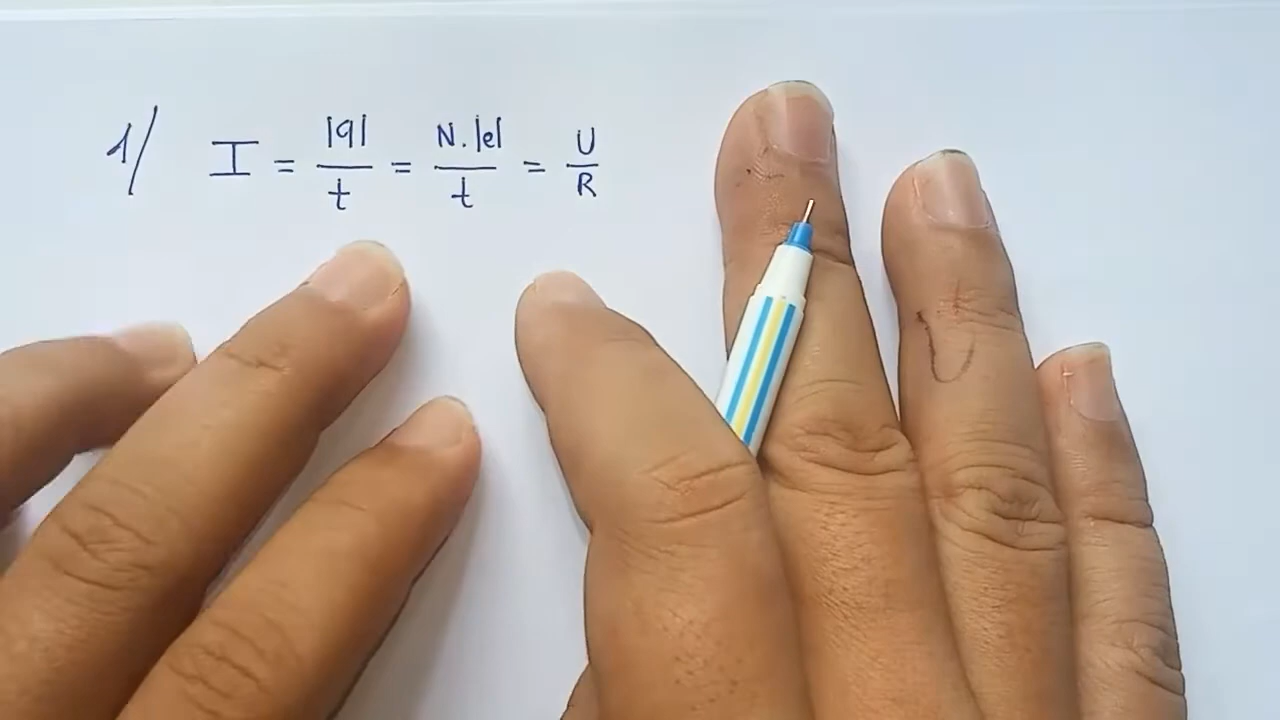 1/ I = |q|/t = N.|e|/t = U/R